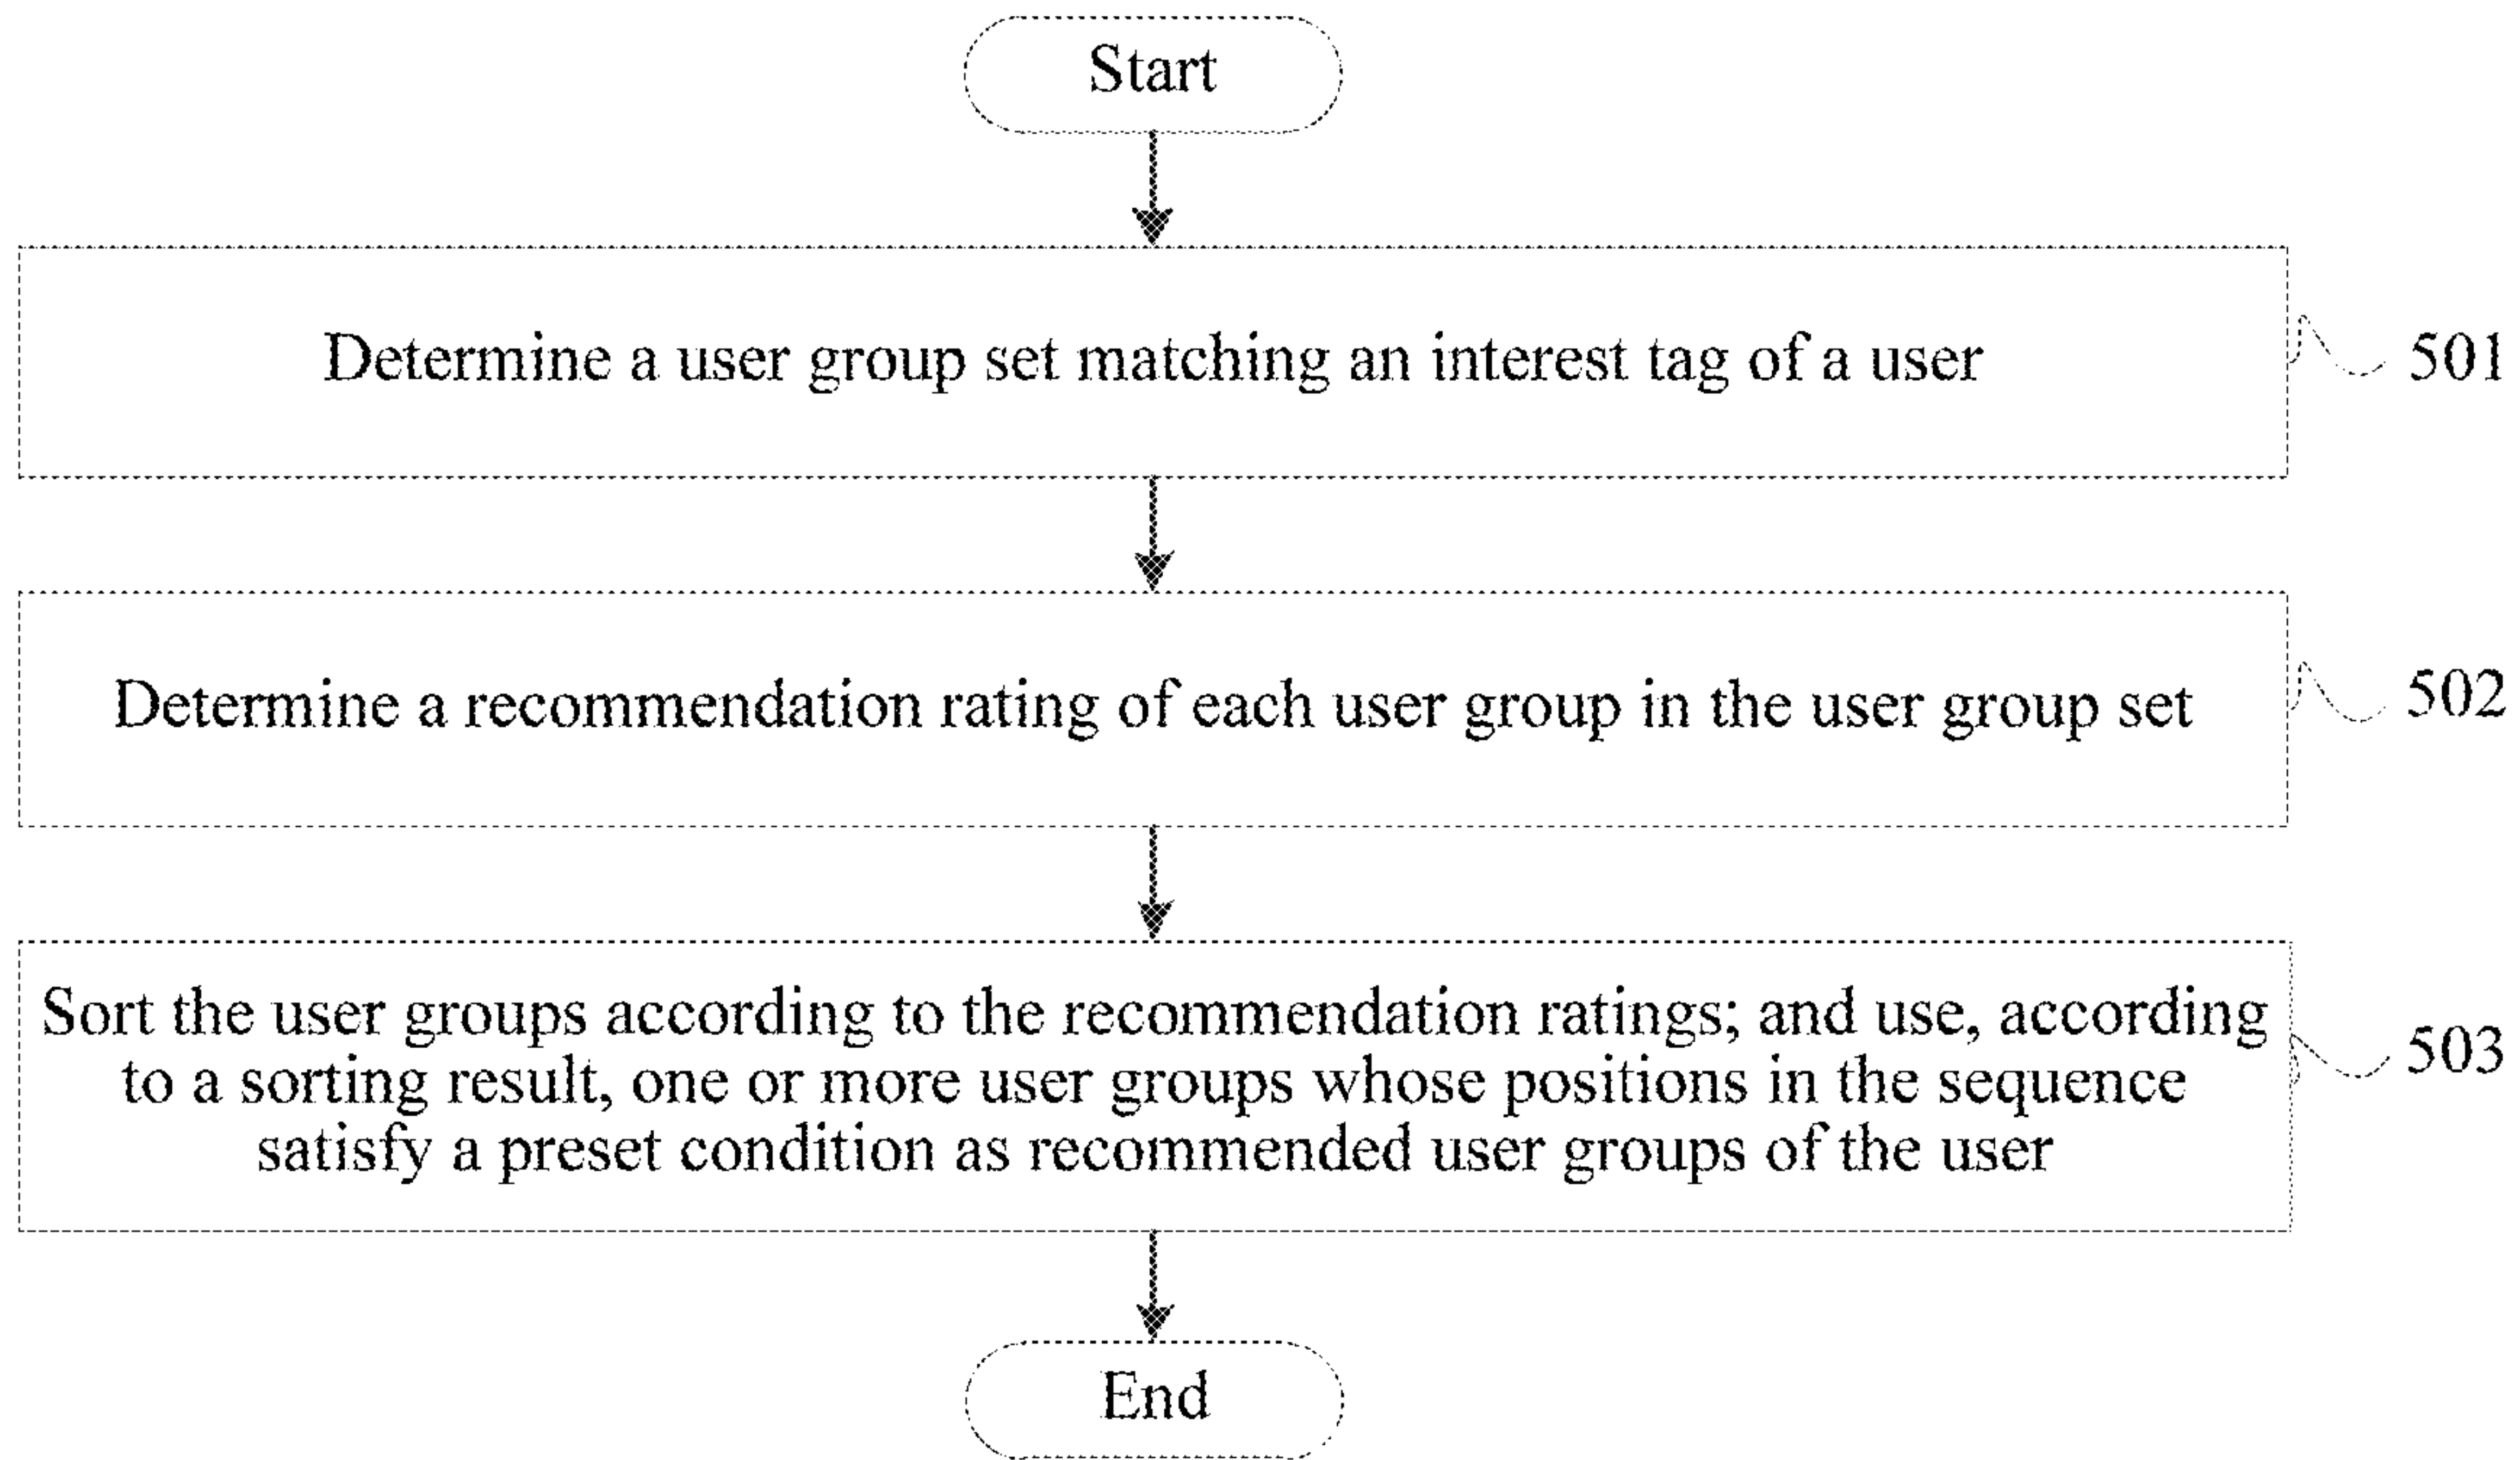 Start
Determine a user group set matching an interest tag of a user
501
Determine a recommendation rating of each user group in the user group set
502
Sort the user groups according to the recommendation ratings; and use, according
to a sorting result, one or more user groups whose positions in the sequence
satisfy a preset condition as recommended user groups of the user
503
End